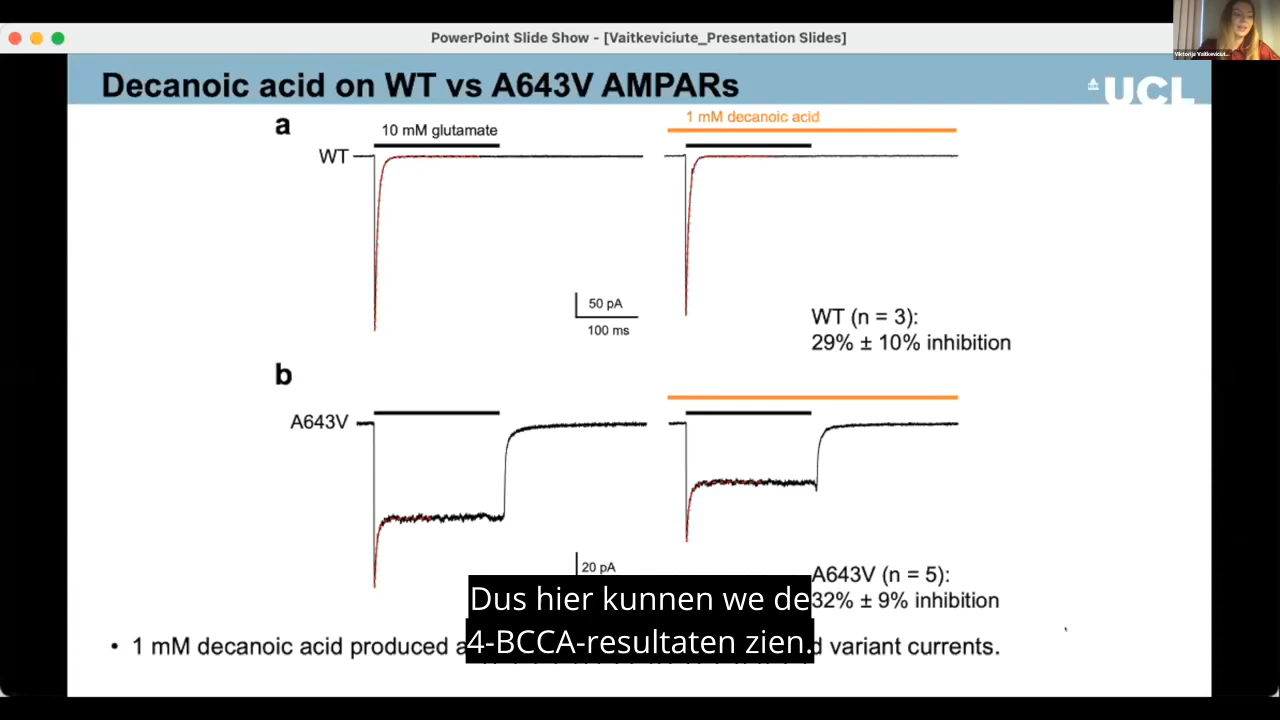 PowerPoint Slide Show - [Vaitkeviciute_Presentation Slides]
Decanoic acid on WT vs A643V AMPARs
UCL
a
10 mM glutamate
1 mM decanoic acid
WT
50 pA
100 ms
WT (n = 3):
29% ± 10% inhibition
b
A643V
20 pA
A643V (n = 5):
32% ± 9% inhibition
• 1 mM decanoic acid produced variant currents.
Dus hier kunnen we de
4-BCCA-resultaten zien.